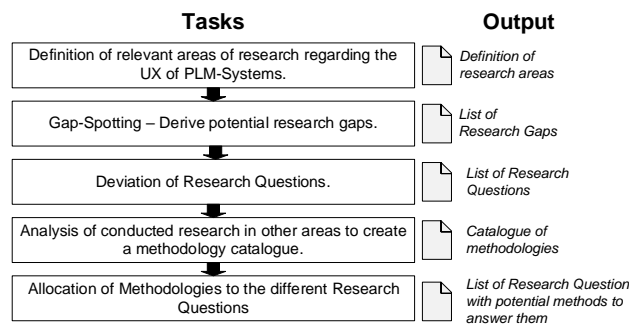 Tasks
Output
Definition of relevant areas of research regarding the
UX of PLM-Systems.
Definition of
research areas
Gap-Spotting – Derive potential research gaps.
List of
Research Gaps
Deviation of Research Questions.
List of Research
Questions
Analysis of conducted research in other areas to create
a methodology catalogue.
Catalogue of
methodologies
Allocation of Methodologies to the different Research
Questions
List of Research Question
with potential methods to
answer them